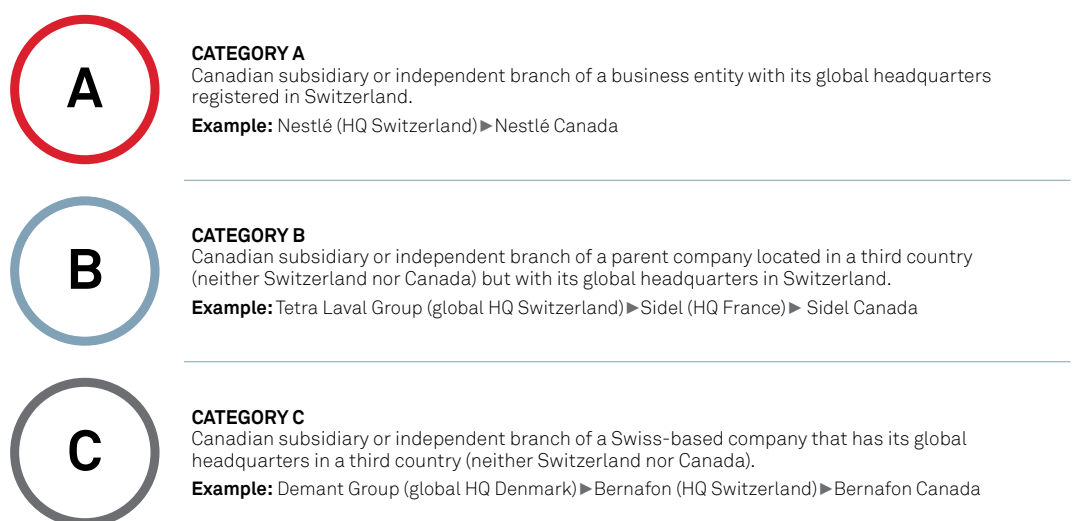 A
CATEGORY A
Canadian subsidiary or independent branch of a business entity with its global headquarters
registered in Switzerland.
Example: Nestlé (HQ Switzerland)►Nestlé Canada
B
CATEGORY B
Canadian subsidiary or independent branch of a parent company located in a third country
(neither Switzerland nor Canada) but with its global headquarters in Switzerland.
Example: Tetra Laval Group (global HQ Switzerland)►Sidel (HQ France)► Sidel Canada
C
CATEGORY C
Canadian subsidiary or independent branch of a Swiss-based company that has its global
headquarters in a third country (neither Switzerland nor Canada).
Example: Demant Group (global HQ Denmark)►Bernafon (HQ Switzerland)►Bernafon Canada